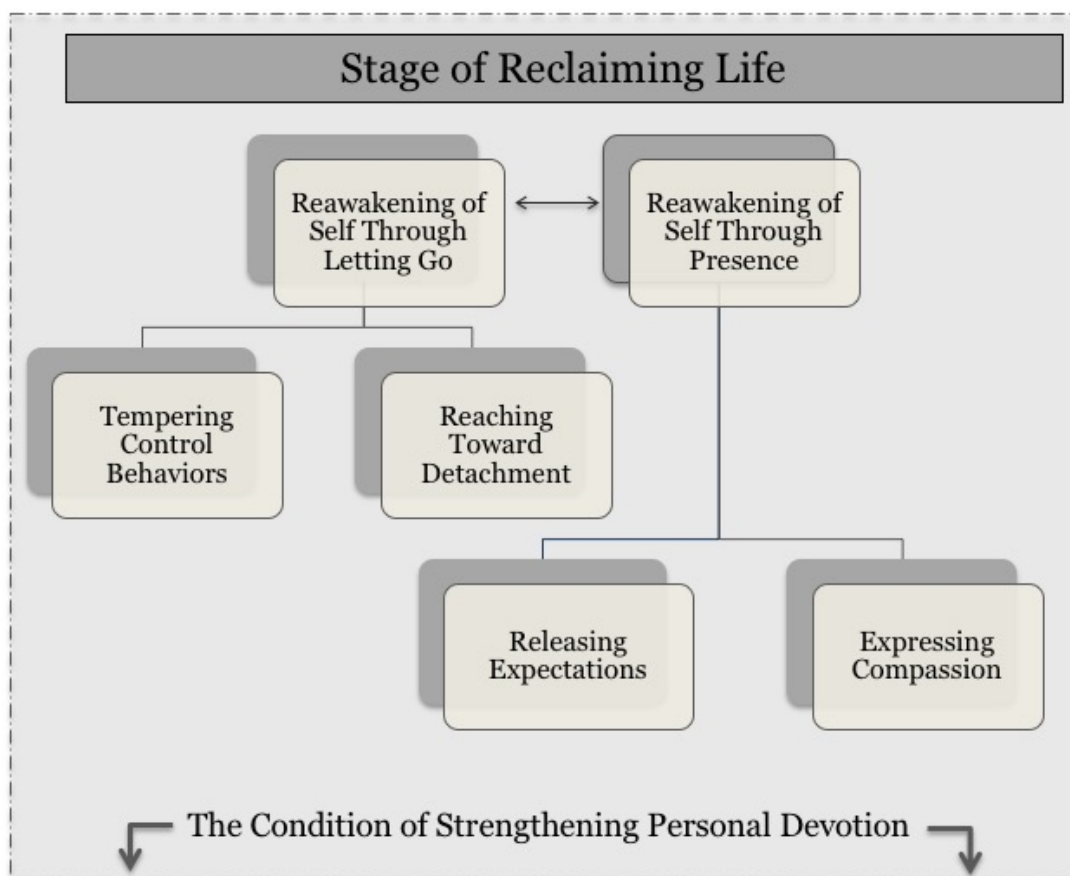 Stage of Reclaiming Life
Reawakening of
Self Through
Letting Go
Reawakening of
Self Through
Presence
Tempering
Control
Behaviors
Reaching
Toward
Detachment
Releasing
Expectations
Expressing
Compassion
The Condition of Strengthening Personal Devotion